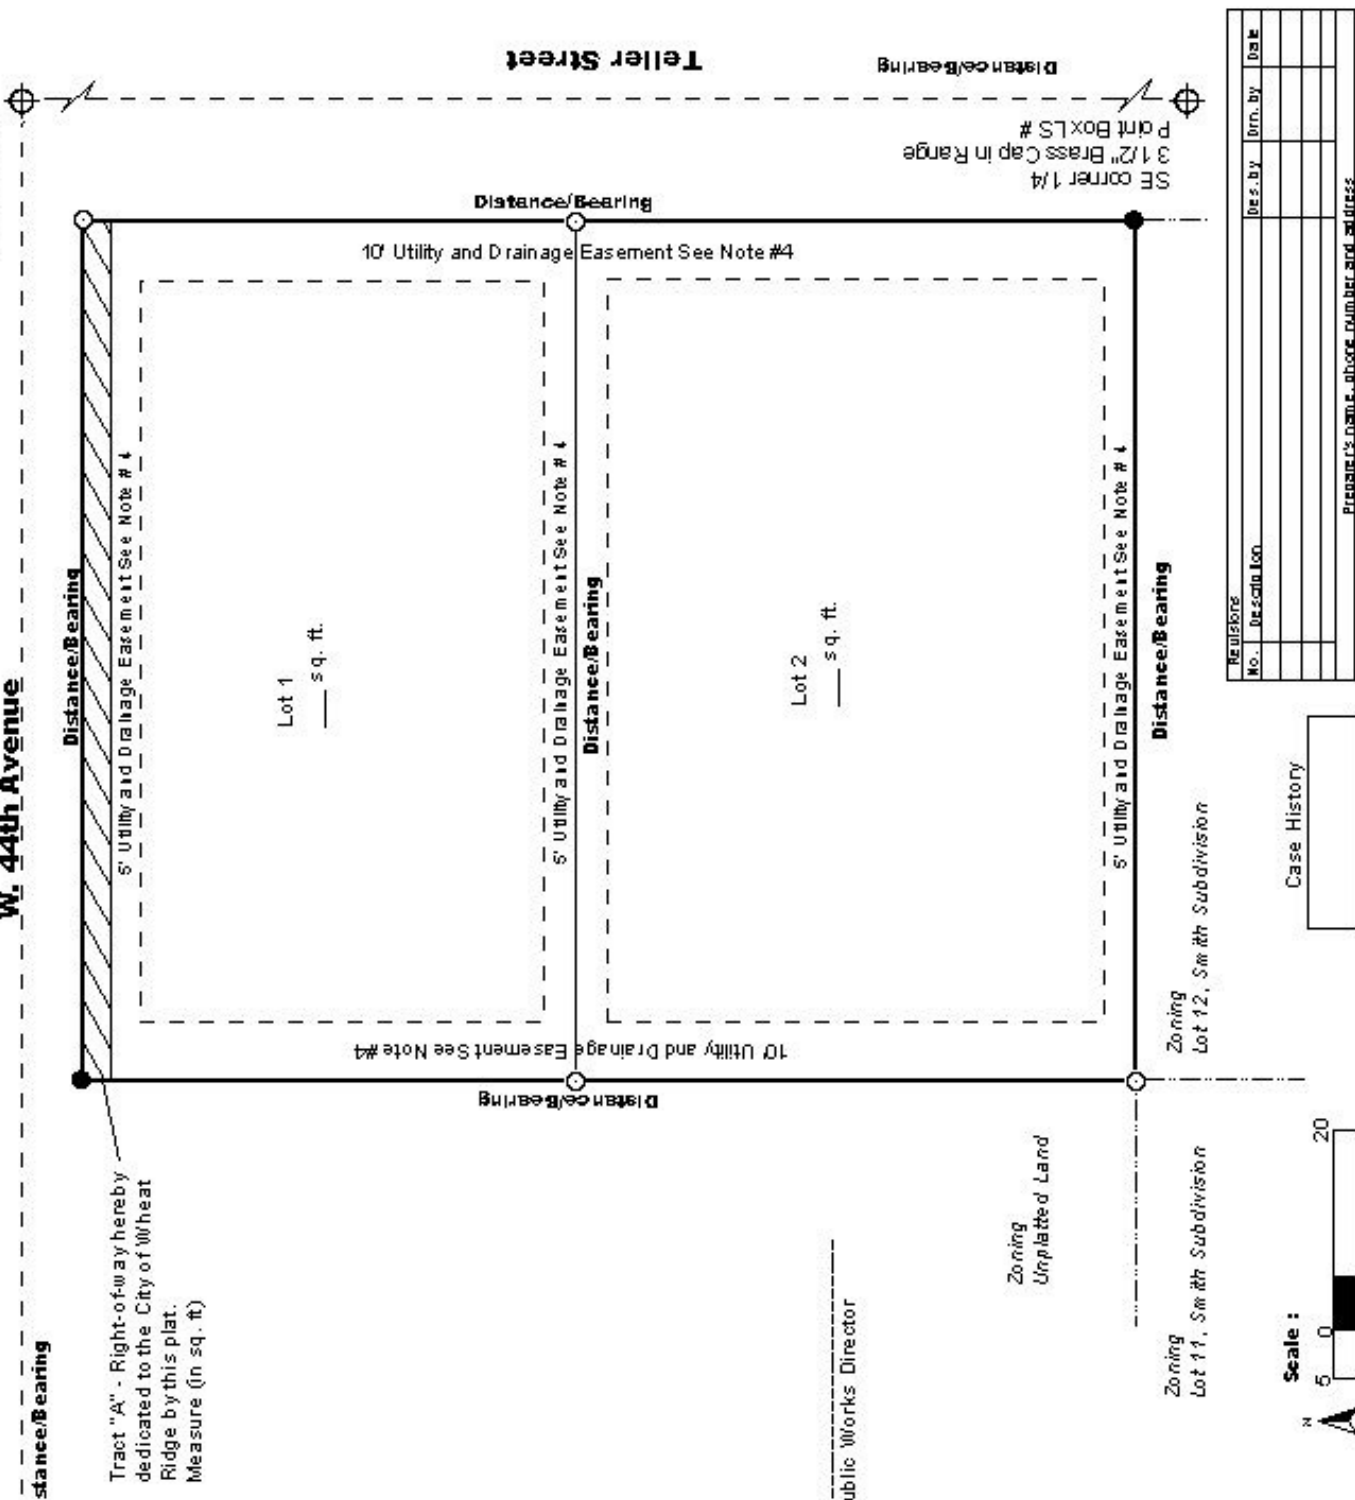 W. 44th Avenue
stance/Bearing
Distance/Bearing
Teller Street
Distance/Bearing
SE corner 1/4
3 1/2" Brass Cap in Range
Point Box LS #
Tract "A" - Right-of-way hereby
dedicated to the City of Wheat
Ridge by this plat.
Measure (in sq. ft)
5' Utility and Drainage Easement See Note # 4
Distance/Bearing
10' Utility and Drainage Easement See Note #4
Lot 1
___ sq. ft.
5' Utility and Drainage Easement See Note # 4
Distance/Bearing
Distance/Bearing
10' Utility and Drainage Easement See Note #4
Lot 2
___ sq. ft.
5' Utility and Drainage Easement See Note # 4
Distance/Bearing
ublic Works Director
Zoning
Unplatted Land
Zoning
Lot 11, Smith Subdivision
Zoning
Lot 12, Smith Subdivision
N
Scale :
5 0 20
Case History
Revisions
No. Description Des. by Drn. by Date
Preparer's name, phone number and address